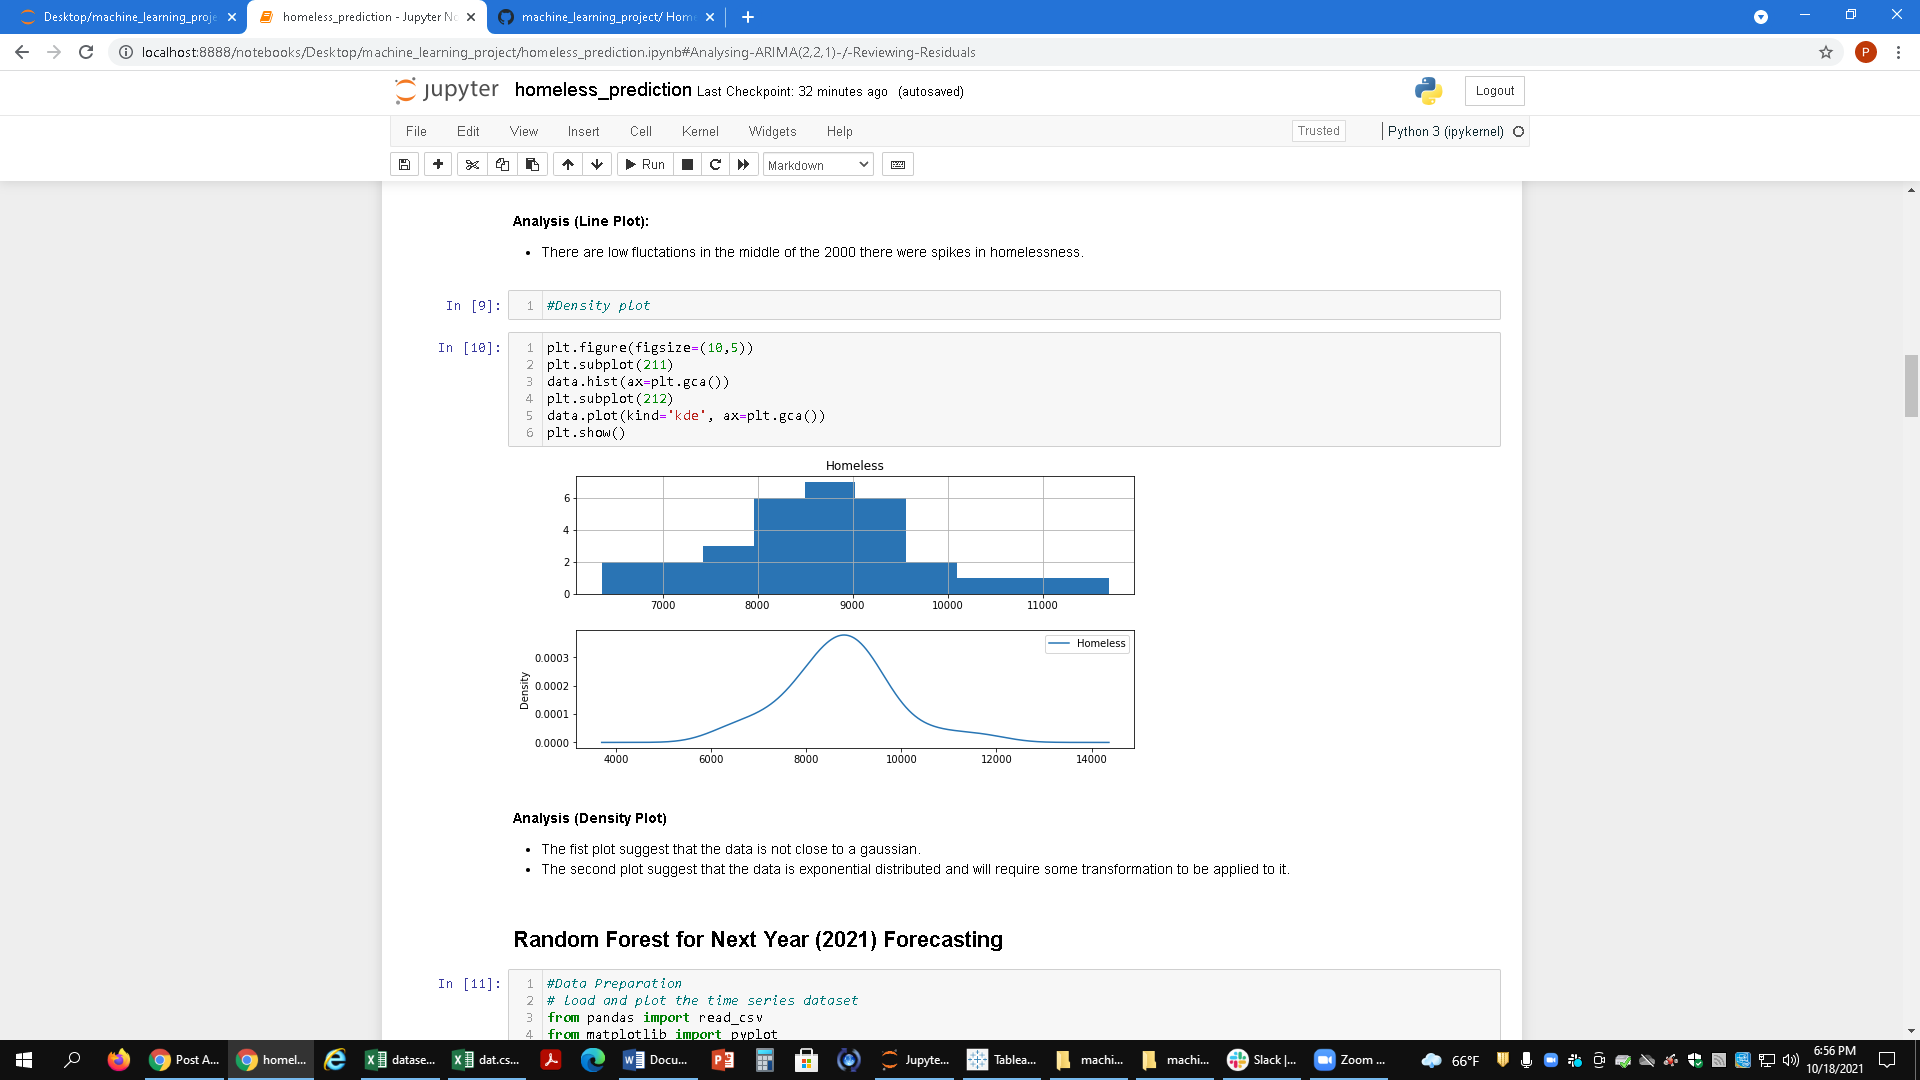 Desktop/machine_learning_proje
homeless_prediction - Jupyter No
machine_learning_project/ Home
localhost:8888/notebooks/Desktop/machine_learning_project/homeless_prediction.ipynb#Analysing-ARIMA(2,2,1)-/-Reviewing-Residuals
P
jupyter homeless_prediction Last Checkpoint: 32 minutes ago (autosaved)
Logout
File Edit View Insert Cell Kernel Widgets Help
Trusted Python 3 (ipykernel)
Run Markdown
Analysis (Line Plot):
• There are low fluctations in the middle of the 2000 there were spikes in homelessness.
In [9]: 1 #Density plot
In [10]: 1 plt.figure(figsize=(10,5))
2 plt.subplot(211)
3 data.hist(ax=plt.gca())
4 plt.subplot(212)
5 data.plot(kind='kde', ax=plt.gca())
6 plt.show()
Homeless
6
4
2
0
7000 8000 9000 10000 11000
Homeless
Density
0.0003
0.0002
0.0001
0.0000
4000 6000 8000 10000 12000 14000
Analysis (Density Plot)
• The fist plot suggest that the data is not close to a gaussian.
• The second plot suggest that the data is exponential distributed and will require some transformation to be applied to it.
Random Forest for Next Year (2021) Forecasting
In [11]: 1 #Data Preparation
2 # load and plot the time series dataset
3 from pandas import read_csv
4 from matplotlib import pyplot
Post A... homel... datase... dat.cs... Docu... Jupyte... Tablea... machi... machi... Slack |... Zoom ... 66°F
6:56 PM
10/18/2021